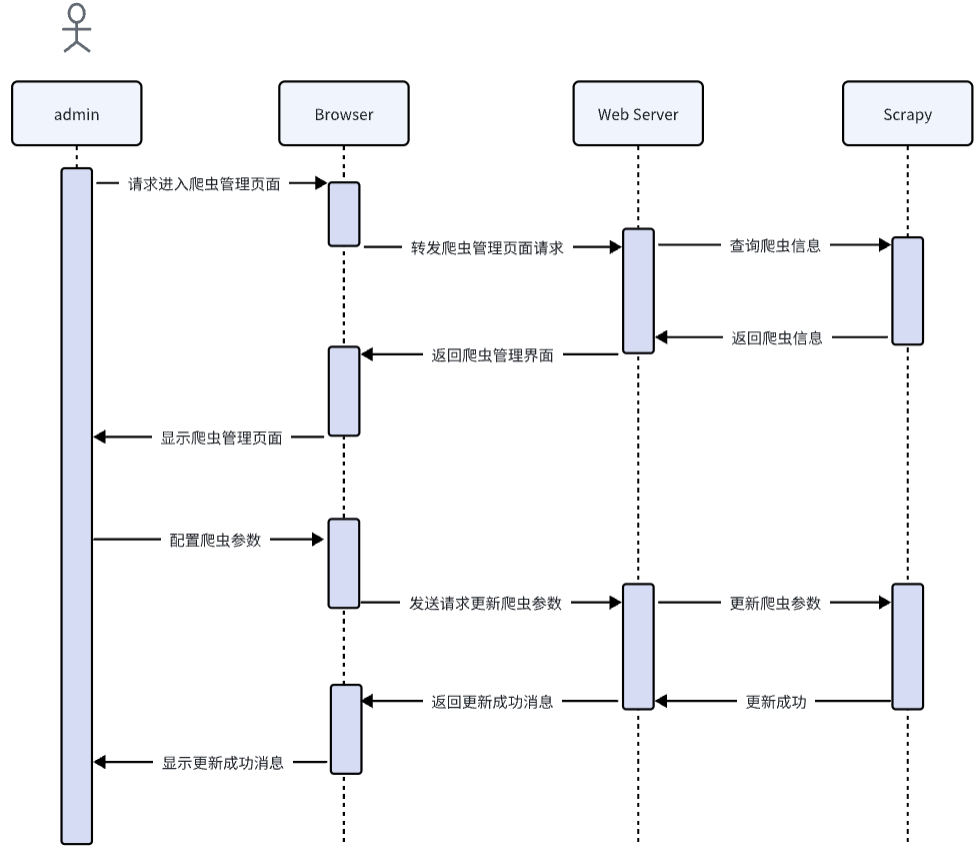 admin
Browser
Web Server
Scrapy
请求进入爬虫管理页面
转发爬虫管理页面请求
查询爬虫信息
返回爬虫信息
返回爬虫管理界面
显示爬虫管理页面
配置爬虫参数
发送请求更新爬虫参数
更新爬虫参数
返回更新成功消息
更新成功
显示更新成功消息